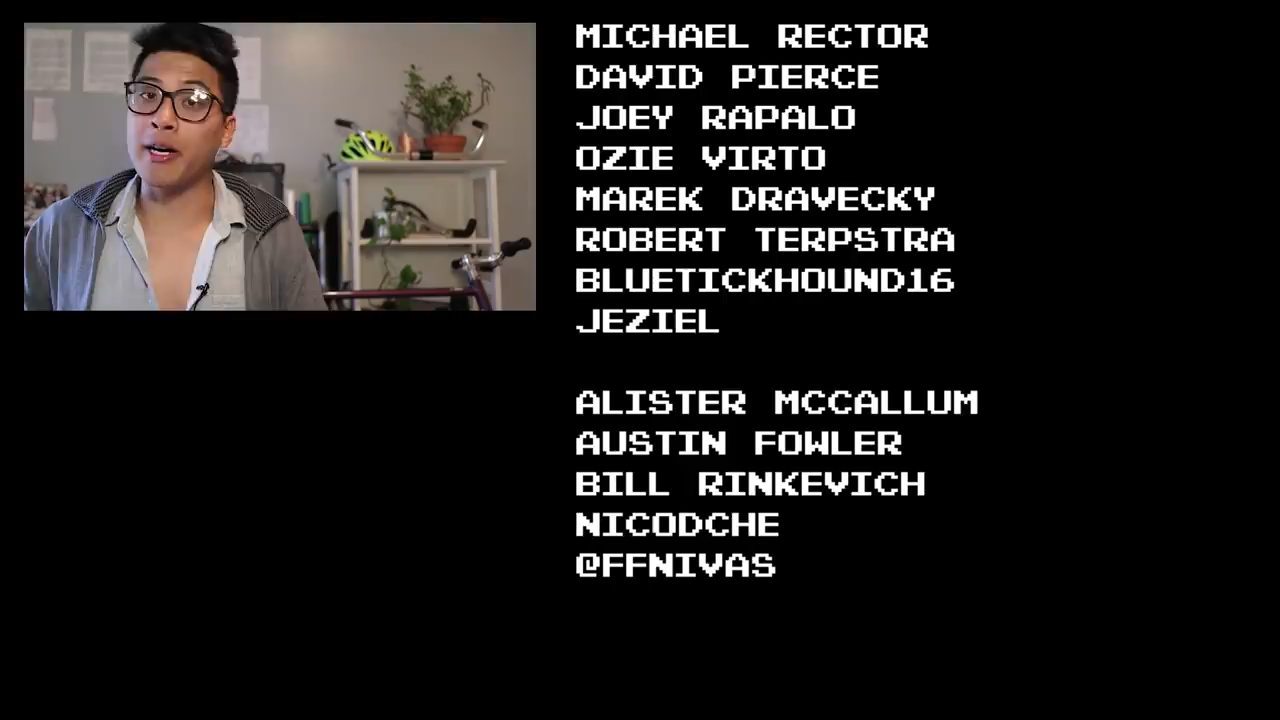 MICHAEL RECTOR
DAVID PIERCE
JOEY RAPALO
OZIE VIRTO
MAREK DRAVECKY
ROBERT TERPSTRA
BLUETICKHOUND16
JEZIEL
ALISTER MCCALLUM
AUSTIN FOWLER
BILL RINKEVICH
NICODCHE
@FFNIVAS